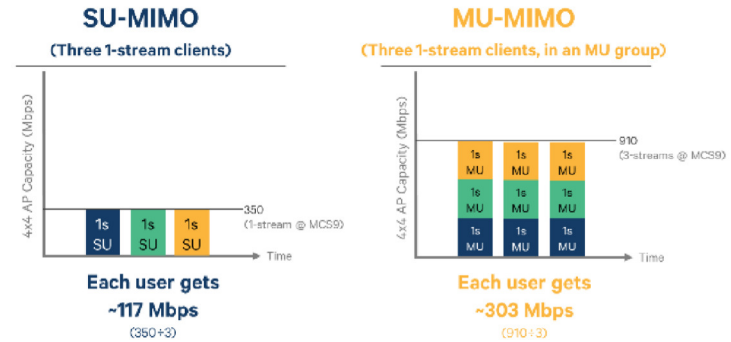 SU-MIMO
(Three 1-stream clients)
4x4 AP Capacity (Mbps)
350
(1-stream @ MCS9)
1s
SU
1s
SU
1s
SU
Time
Each user gets
~117 Mbps
(350÷3)
MU-MIMO
(Three 1-stream clients, in an MU group)
4x4 AP Capacity (Mbps)
910
(3-streams @ MCS9)
1s
MU
1s
MU
1s
MU
1s
MU
1s
MU
1s
MU
1s
MU
1s
MU
1s
MU
Time
Each user gets
~303 Mbps
(910÷3)